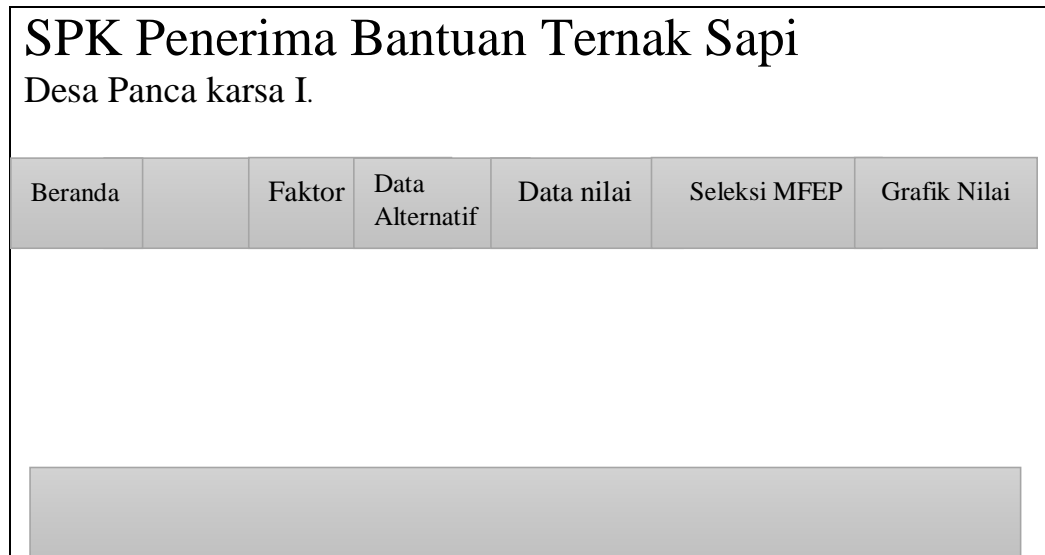 SPK Penerima Bantuan Ternak Sapi
Desa Panca karsa I.
Beranda
Faktor
Data
Alternatif
Data nilai
Seleksi MFEP
Grafik Nilai